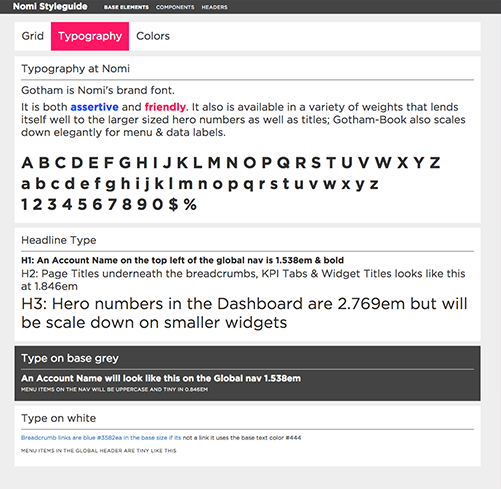 Nomi Styleguide BASE ELEMENTS COMPONENTS HEADERS
Grid Typography Colors
Typography at Nomi
Gotham is Nomi's brand font.
It is both assertive and friendly. It also is available in a variety of weights that lends
itself well to the larger sized hero numbers as well as titles; Gotham-Book also scales
down elegantly for menu & data labels.
A B C D E F G H I J K L M N O P Q R S T U V W X Y Z
a b c d e f g h i j k l m n o p q r s t u v w x y z
1 2 3 4 5 6 7 8 9 0 $ %
Headline Type
H1: An Account Name on the top left of the global nav is 1.538em & bold
H2: Page Titles underneath the breadcrumbs, KPI Tabs & Widget Titles looks like this
at 1.846em
H3: Hero numbers in the Dashboard are 2.769em but will
be scale down on smaller widgets
Type on base grey
An Account Name will look like this on the Global nav 1.538em
MENU ITEMS ON THE NAV WILL BE UPPERCASE AND TINY IN 0.846EM
Type on white
Breadcrumb links are blue #3582ea in the base size if its not a link it uses the base text color #444
MENU ITEMS IN THE GLOBAL HEADER ARE TINY LIKE THIS